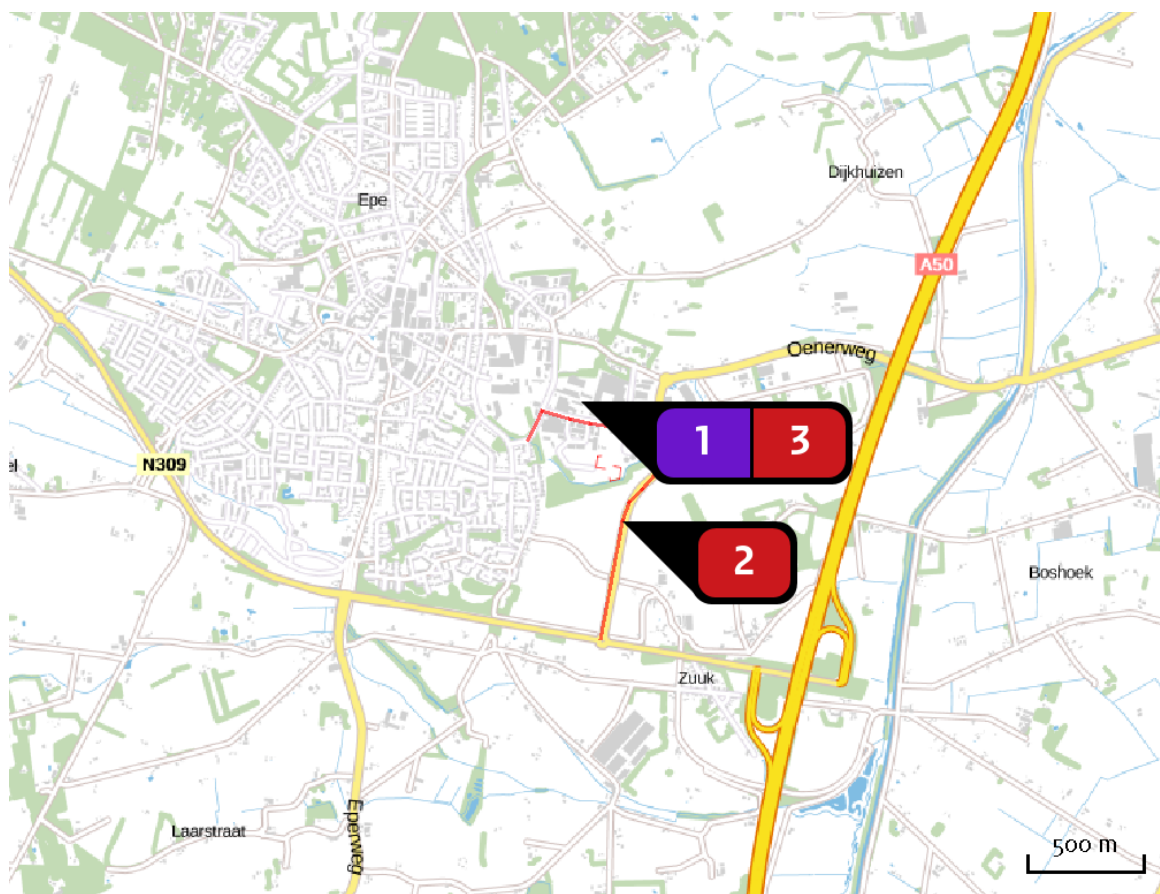 Dijkhuizen
Epe
A50
Oenerweg
1
3
el
N309
2
Boshoek
Zuuk
Eperweg
Laarstraat
500 m